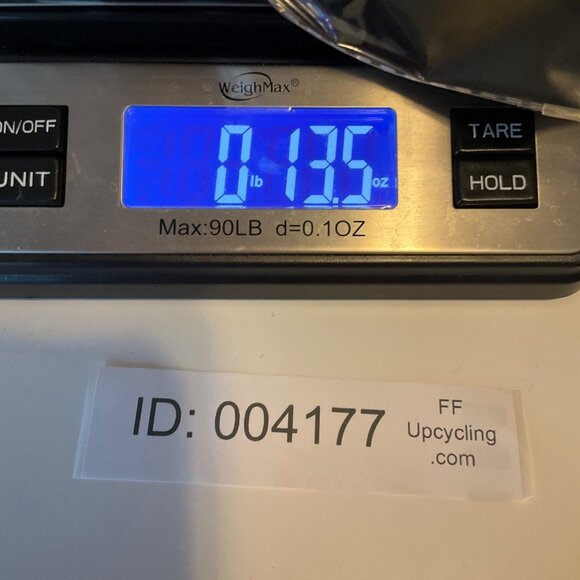 WeighMax®
ON/OFF
UNIT
0 lb 13.5 oz
TARE
HOLD
Max:90LB d=0.1OZ
ID: 004177
FF
Upcycling
.com